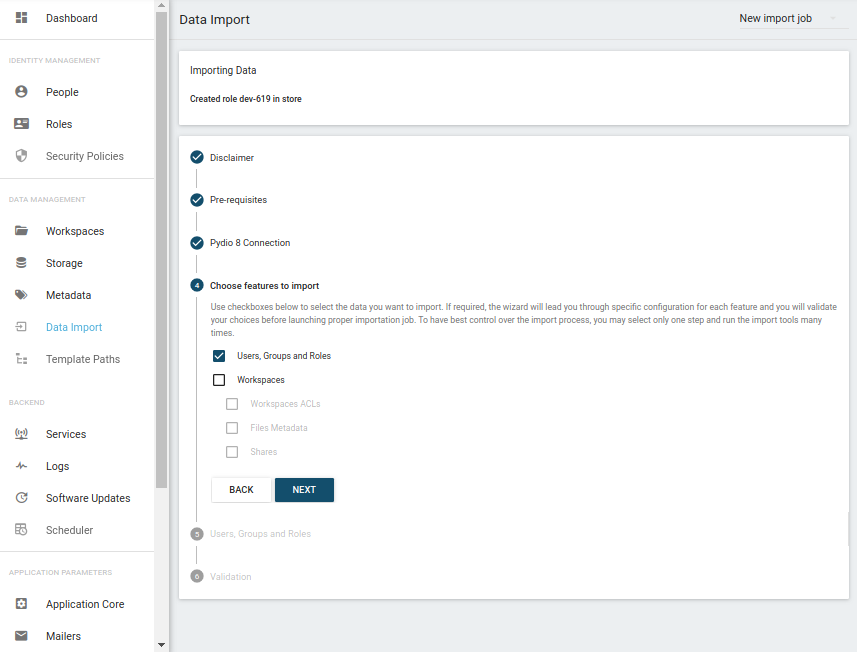 Dashboard
IDENTITY MANAGEMENT
People
Roles
Security Policies
DATA MANAGEMENT
Workspaces
Storage
Metadata
Data Import
Template Paths
BACKEND
Services
Logs
Software Updates
Scheduler
APPLICATION PARAMETERS
Application Core
Mailers
Data Import
New import job
Importing Data
Created role dev-619 in store
Disclaimer
Pre-requisites
Pydio 8 Connection
4 Choose features to import
Use checkboxes below to select the data you want to import. If required, the wizard will lead you through specific configuration for each feature and you will validate
your choices before launching proper importation job. To have best control over the import process, you may select only one step and run the import tools many
times.
Users, Groups and Roles
Workspaces
Workspaces ACLs
Files Metadata
Shares
BACK NEXT
5 Users, Groups and Roles
6 Validation